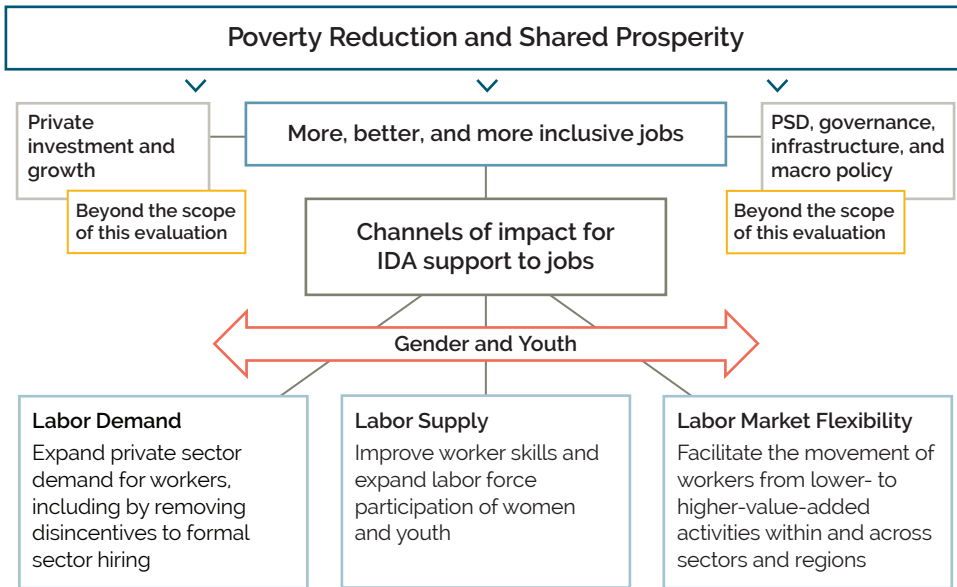 Poverty Reduction and Shared Prosperity
Private
investment and
growth
Beyond the scope
of this evaluation
More, better, and more inclusive jobs
PSD, governance,
infrastructure, and
macro policy
Beyond the scope
of this evaluation
Channels of impact for
IDA support to jobs
Gender and Youth
Labor Demand
Expand private sector
demand for workers,
including by removing
disincentives to formal
sector hiring
Labor Supply
Improve worker skills and
expand labor force
participation of women
and youth
Labor Market Flexibility
Facilitate the movement of
workers from lower- to
higher-value-added
activities within and across
sectors and regions